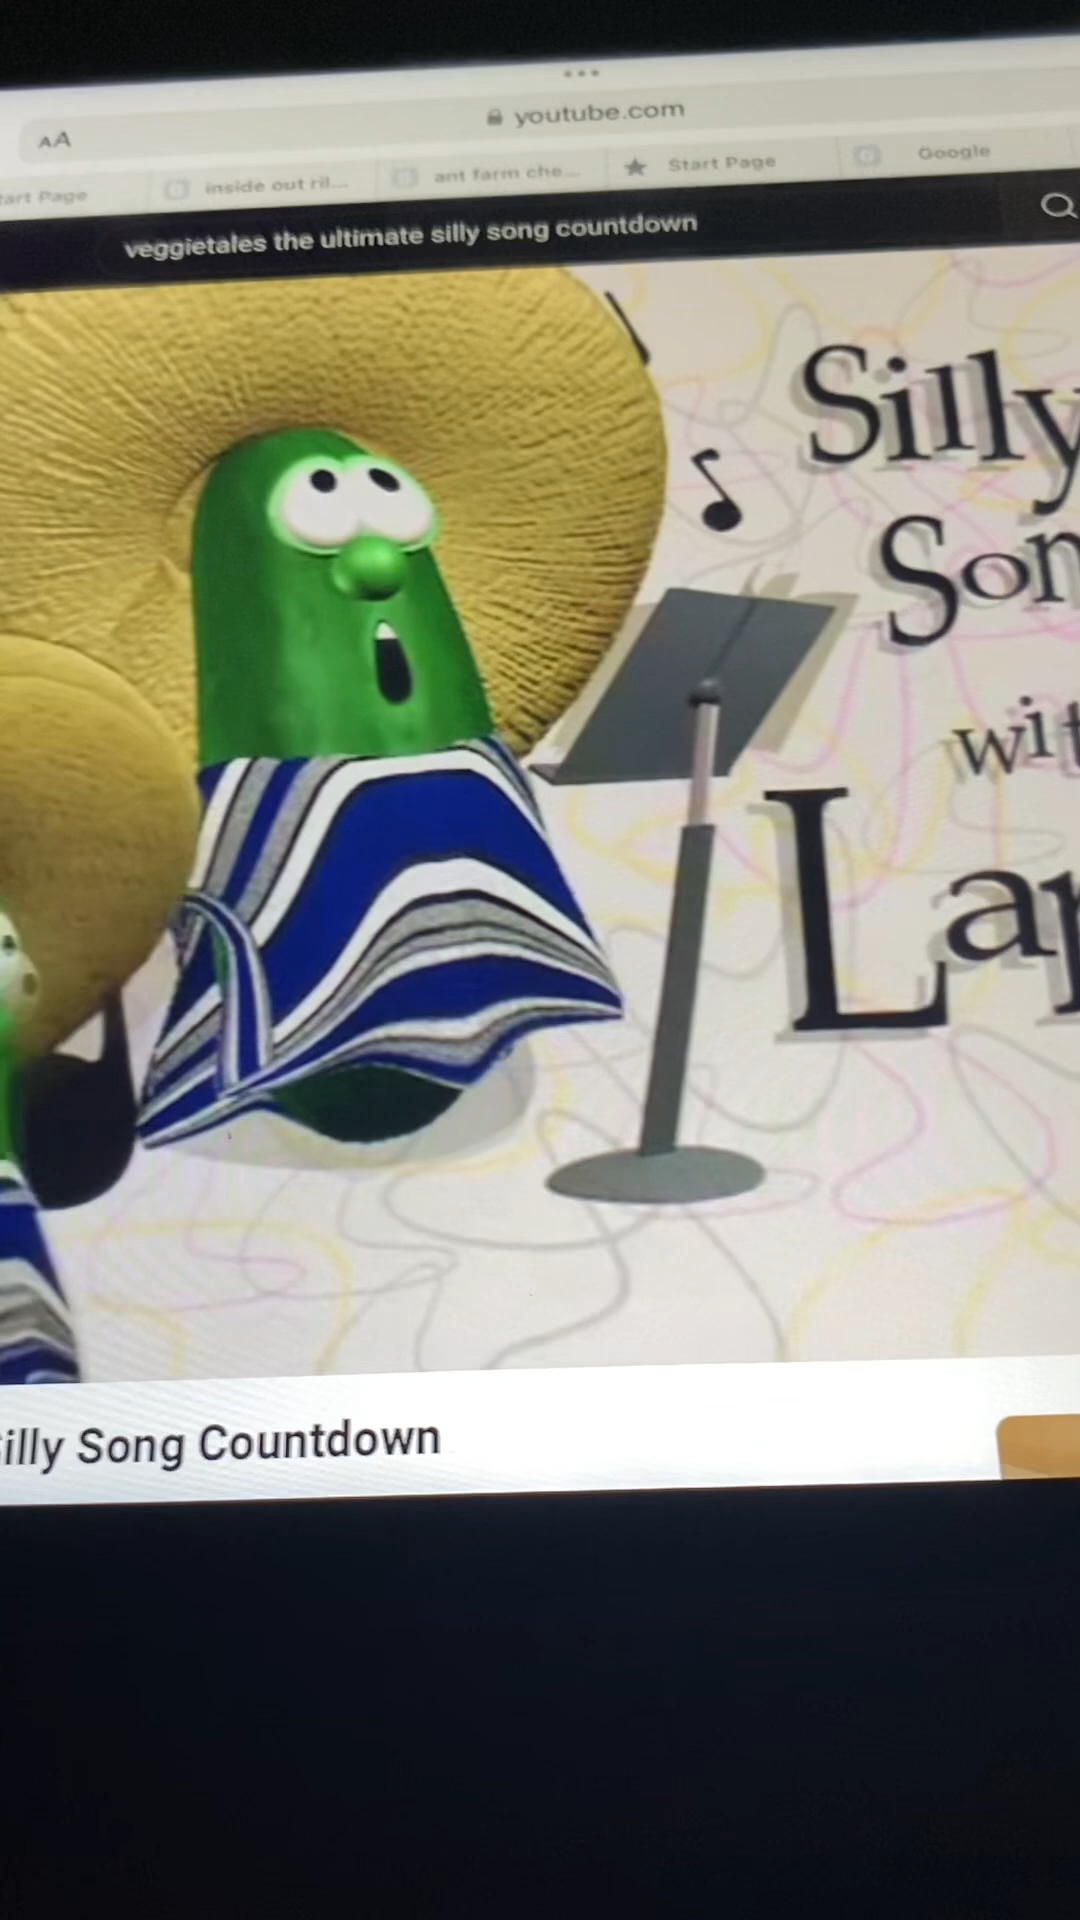 AA
youtube.com
art Page
inside out ril...
ant farm che...
Start Page
Google
veggietales the ultimate silly song countdown
Silly
Son
wit
Lar
illy Song Countdown